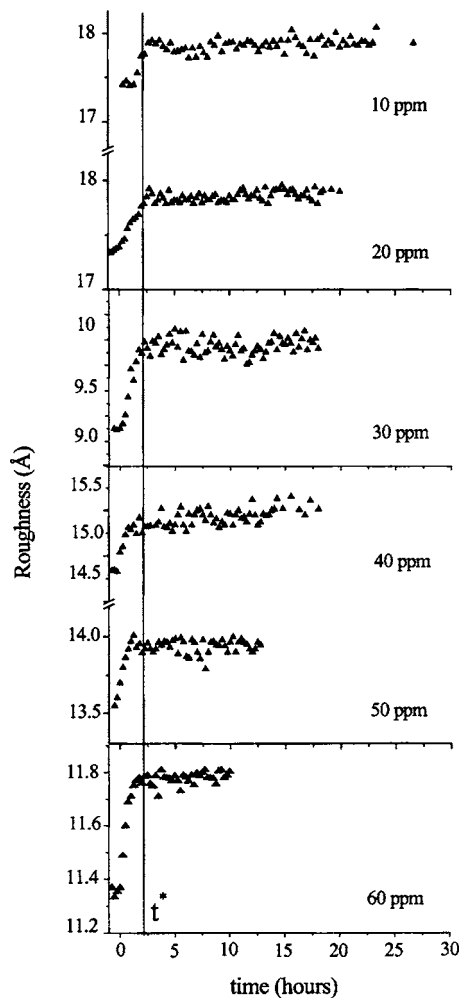 18
17
10 ppm
18
17
20 ppm
10
9.5
9.0
30 ppm
Roughness (Å)
15.5
15.0
14.5
40 ppm
14.0
13.5
50 ppm
11.8
11.6
11.4
11.2
t*
60 ppm
0 5 10 15 20 25 30
time (hours)